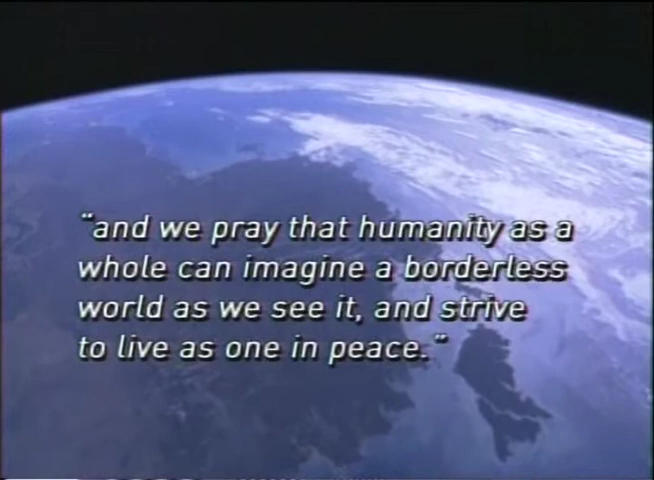 "and we pray that humanity as a
whole can imagine a borderless
world as we see it, and strive
to live as one in peace."